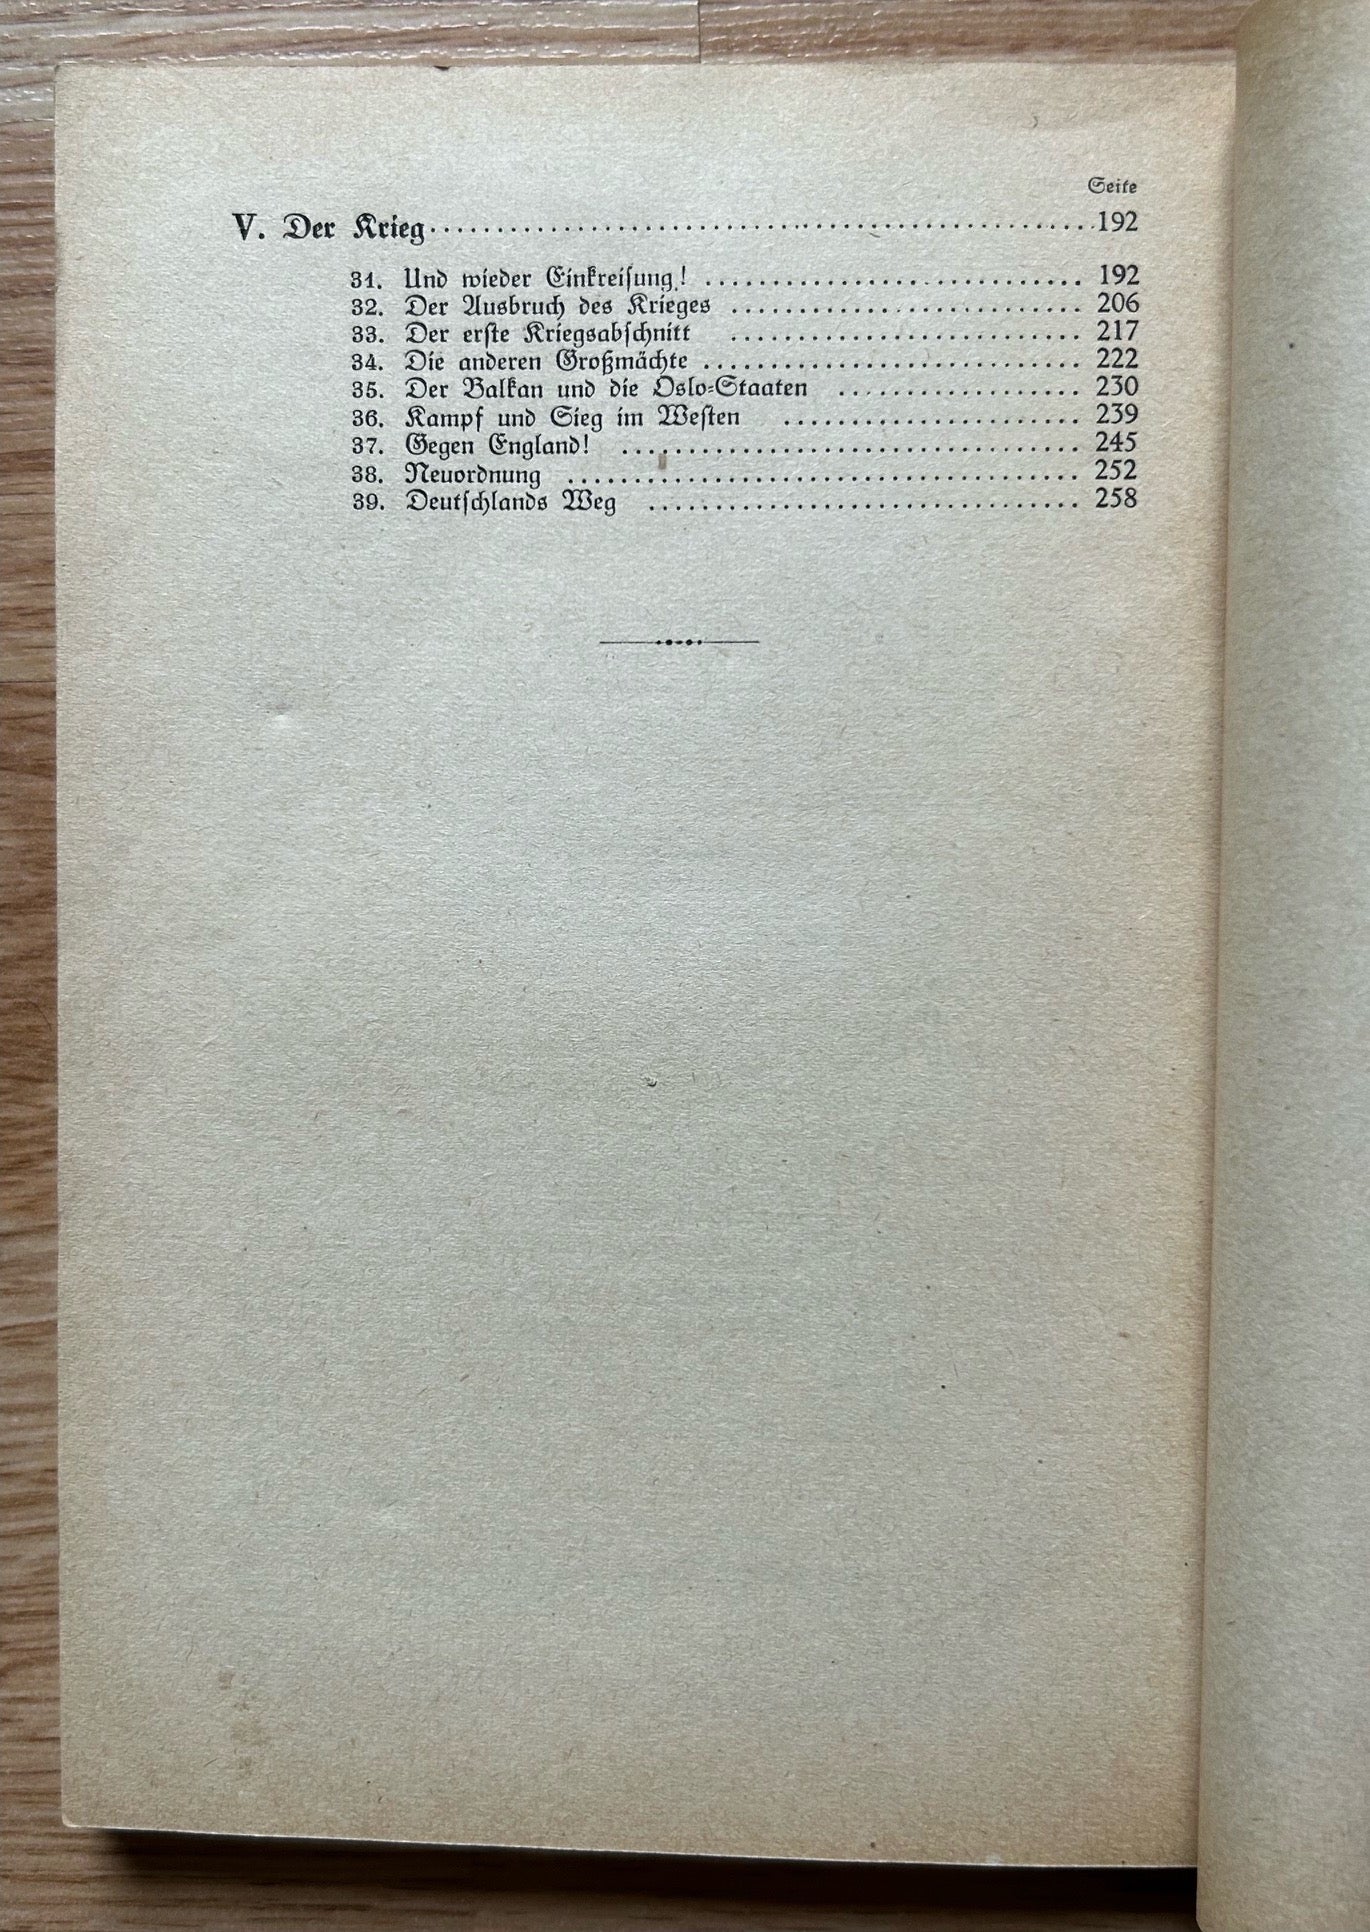 Seite
V. Der Krieg 192
31. Und wieder Einkreisung! 192
32. Der Ausbruch des Krieges 206
33. Der erste Kriegsabschnitt 217
34. Die anderen Großmächte 222
35. Der Balkan und die Oslo-Staaten 230
36. Kampf und Sieg im Westen 239
37. Gegen England! 245
38. Neuordnung 252
39. Deutschlands Weg 258